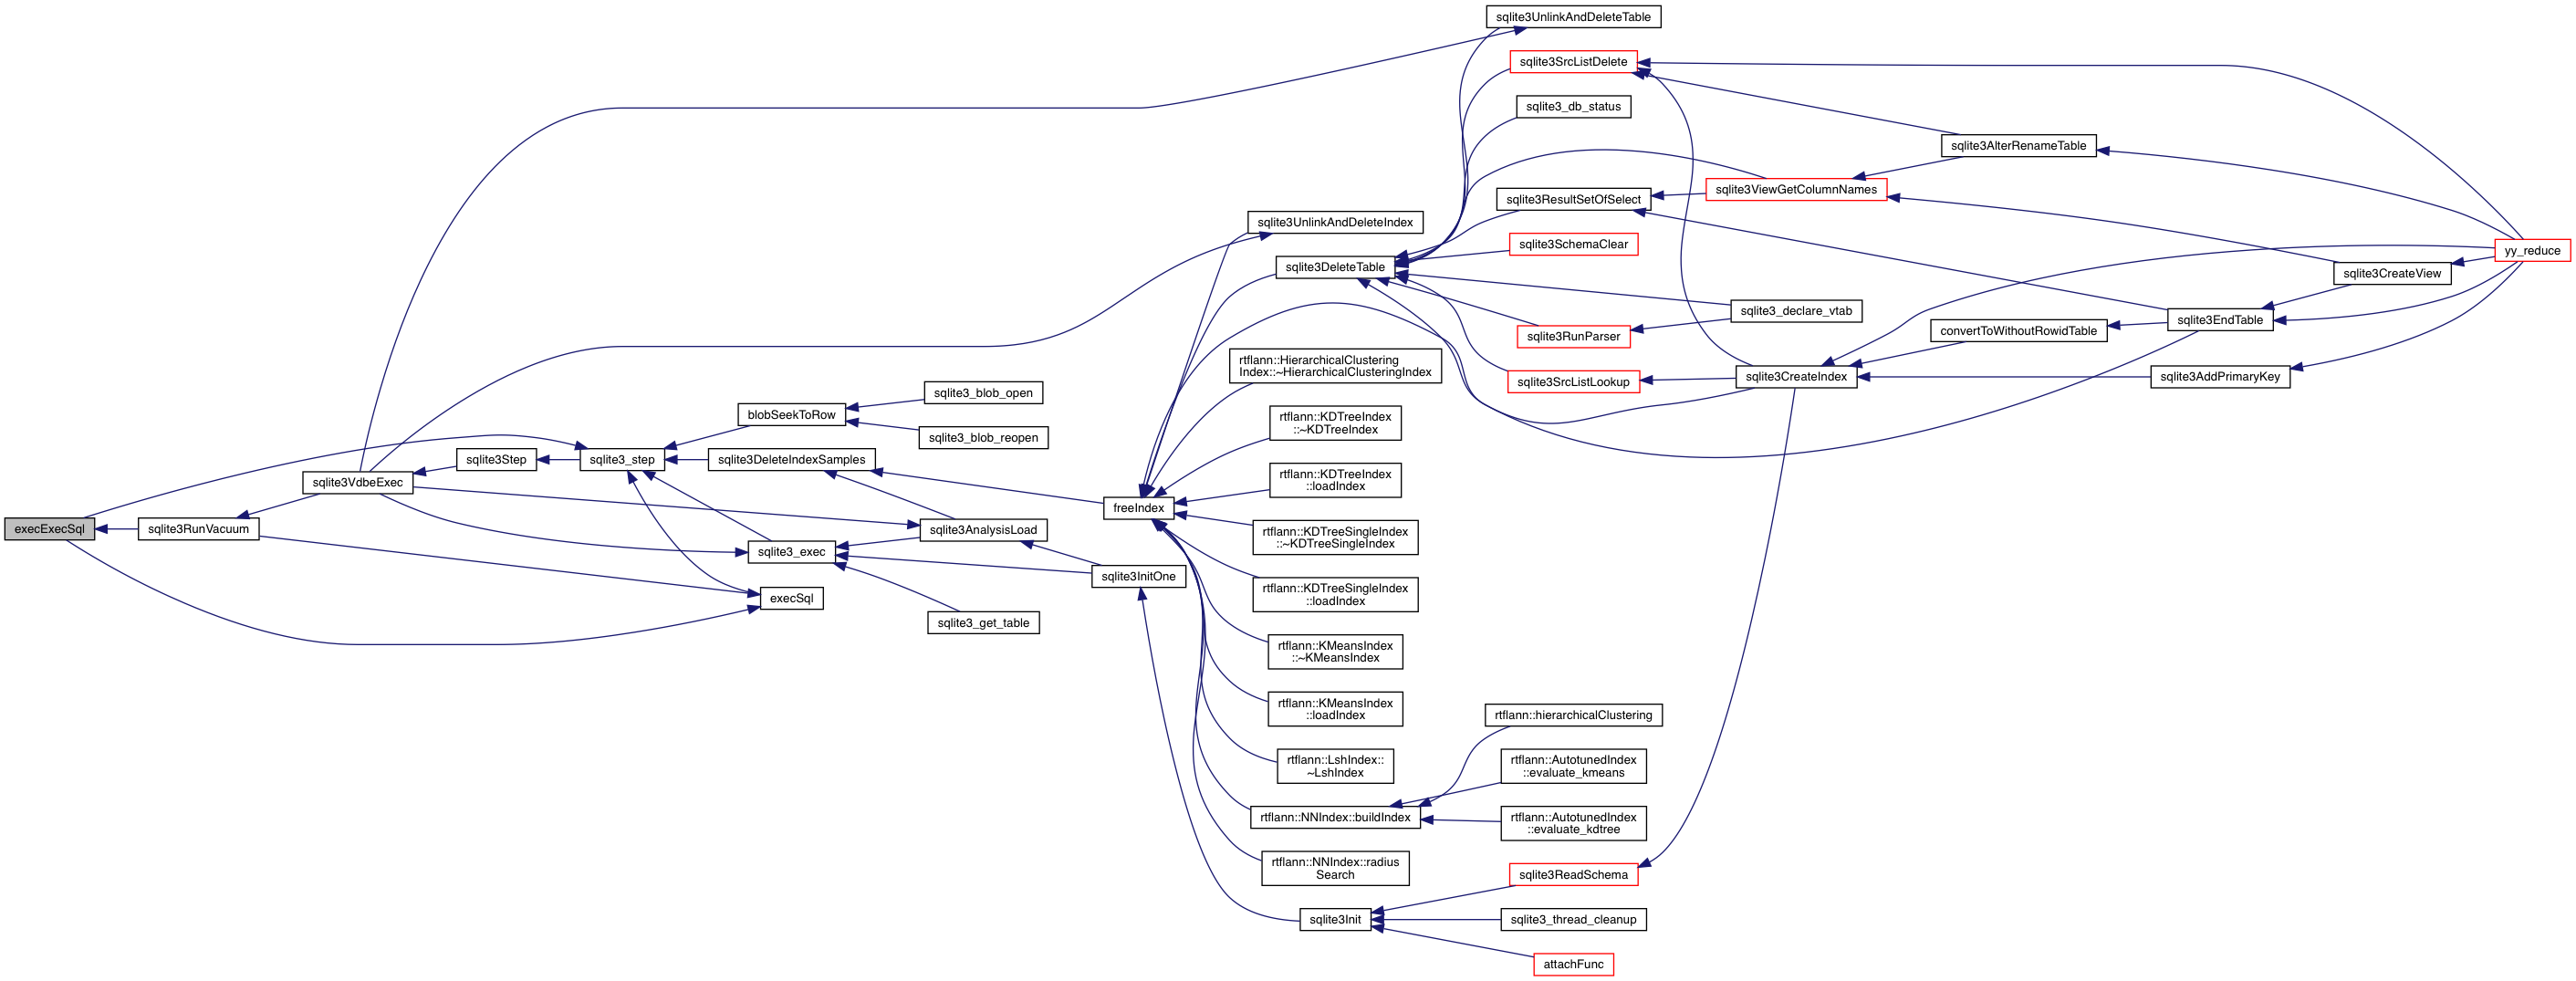 execExecSql
sqlite3RunVacuum
sqlite3VdbeExec
sqlite3Step
sqlite3_step
blobSeekToRow
sqlite3_blob_open
sqlite3_blob_reopen
sqlite3DeleteIndexSamples
sqlite3AnalysisLoad
sqlite3_exec
execSql
sqlite3_get_table
sqlite3InitOne
freeIndex
sqlite3UnlinkAndDeleteIndex
sqlite3DeleteTable
rtflann::HierarchicalClustering
Index::~HierarchicalClusteringIndex
rtflann::KDTreeIndex
::~KDTreeIndex
rtflann::KDTreeIndex
::loadIndex
rtflann::KDTreeSingleIndex
::~KDTreeSingleIndex
rtflann::KDTreeSingleIndex
::loadIndex
rtflann::KMeansIndex
::~KMeansIndex
rtflann::KMeansIndex
::loadIndex
rtflann::LshIndex::
~LshIndex
rtflann::NNIndex::buildIndex
rtflann::NNIndex::radius
Search
sqlite3Init
sqlite3UnlinkAndDeleteTable
sqlite3SrcListDelete
sqlite3_db_status
sqlite3ResultSetOfSelect
sqlite3SchemaClear
sqlite3RunParser
sqlite3SrcListLookup
rtflann::hierarchicalClustering
rtflann::AutotunedIndex
::evaluate_kmeans
rtflann::AutotunedIndex
::evaluate_kdtree
sqlite3ReadSchema
sqlite3_thread_cleanup
attachFunc
sqlite3ViewGetColumnNames
sqlite3_declare_vtab
sqlite3CreateIndex
sqlite3AlterRenameTable
convertToWithoutRowidTable
sqlite3EndTable
sqlite3AddPrimaryKey
sqlite3CreateView
yy_reduce